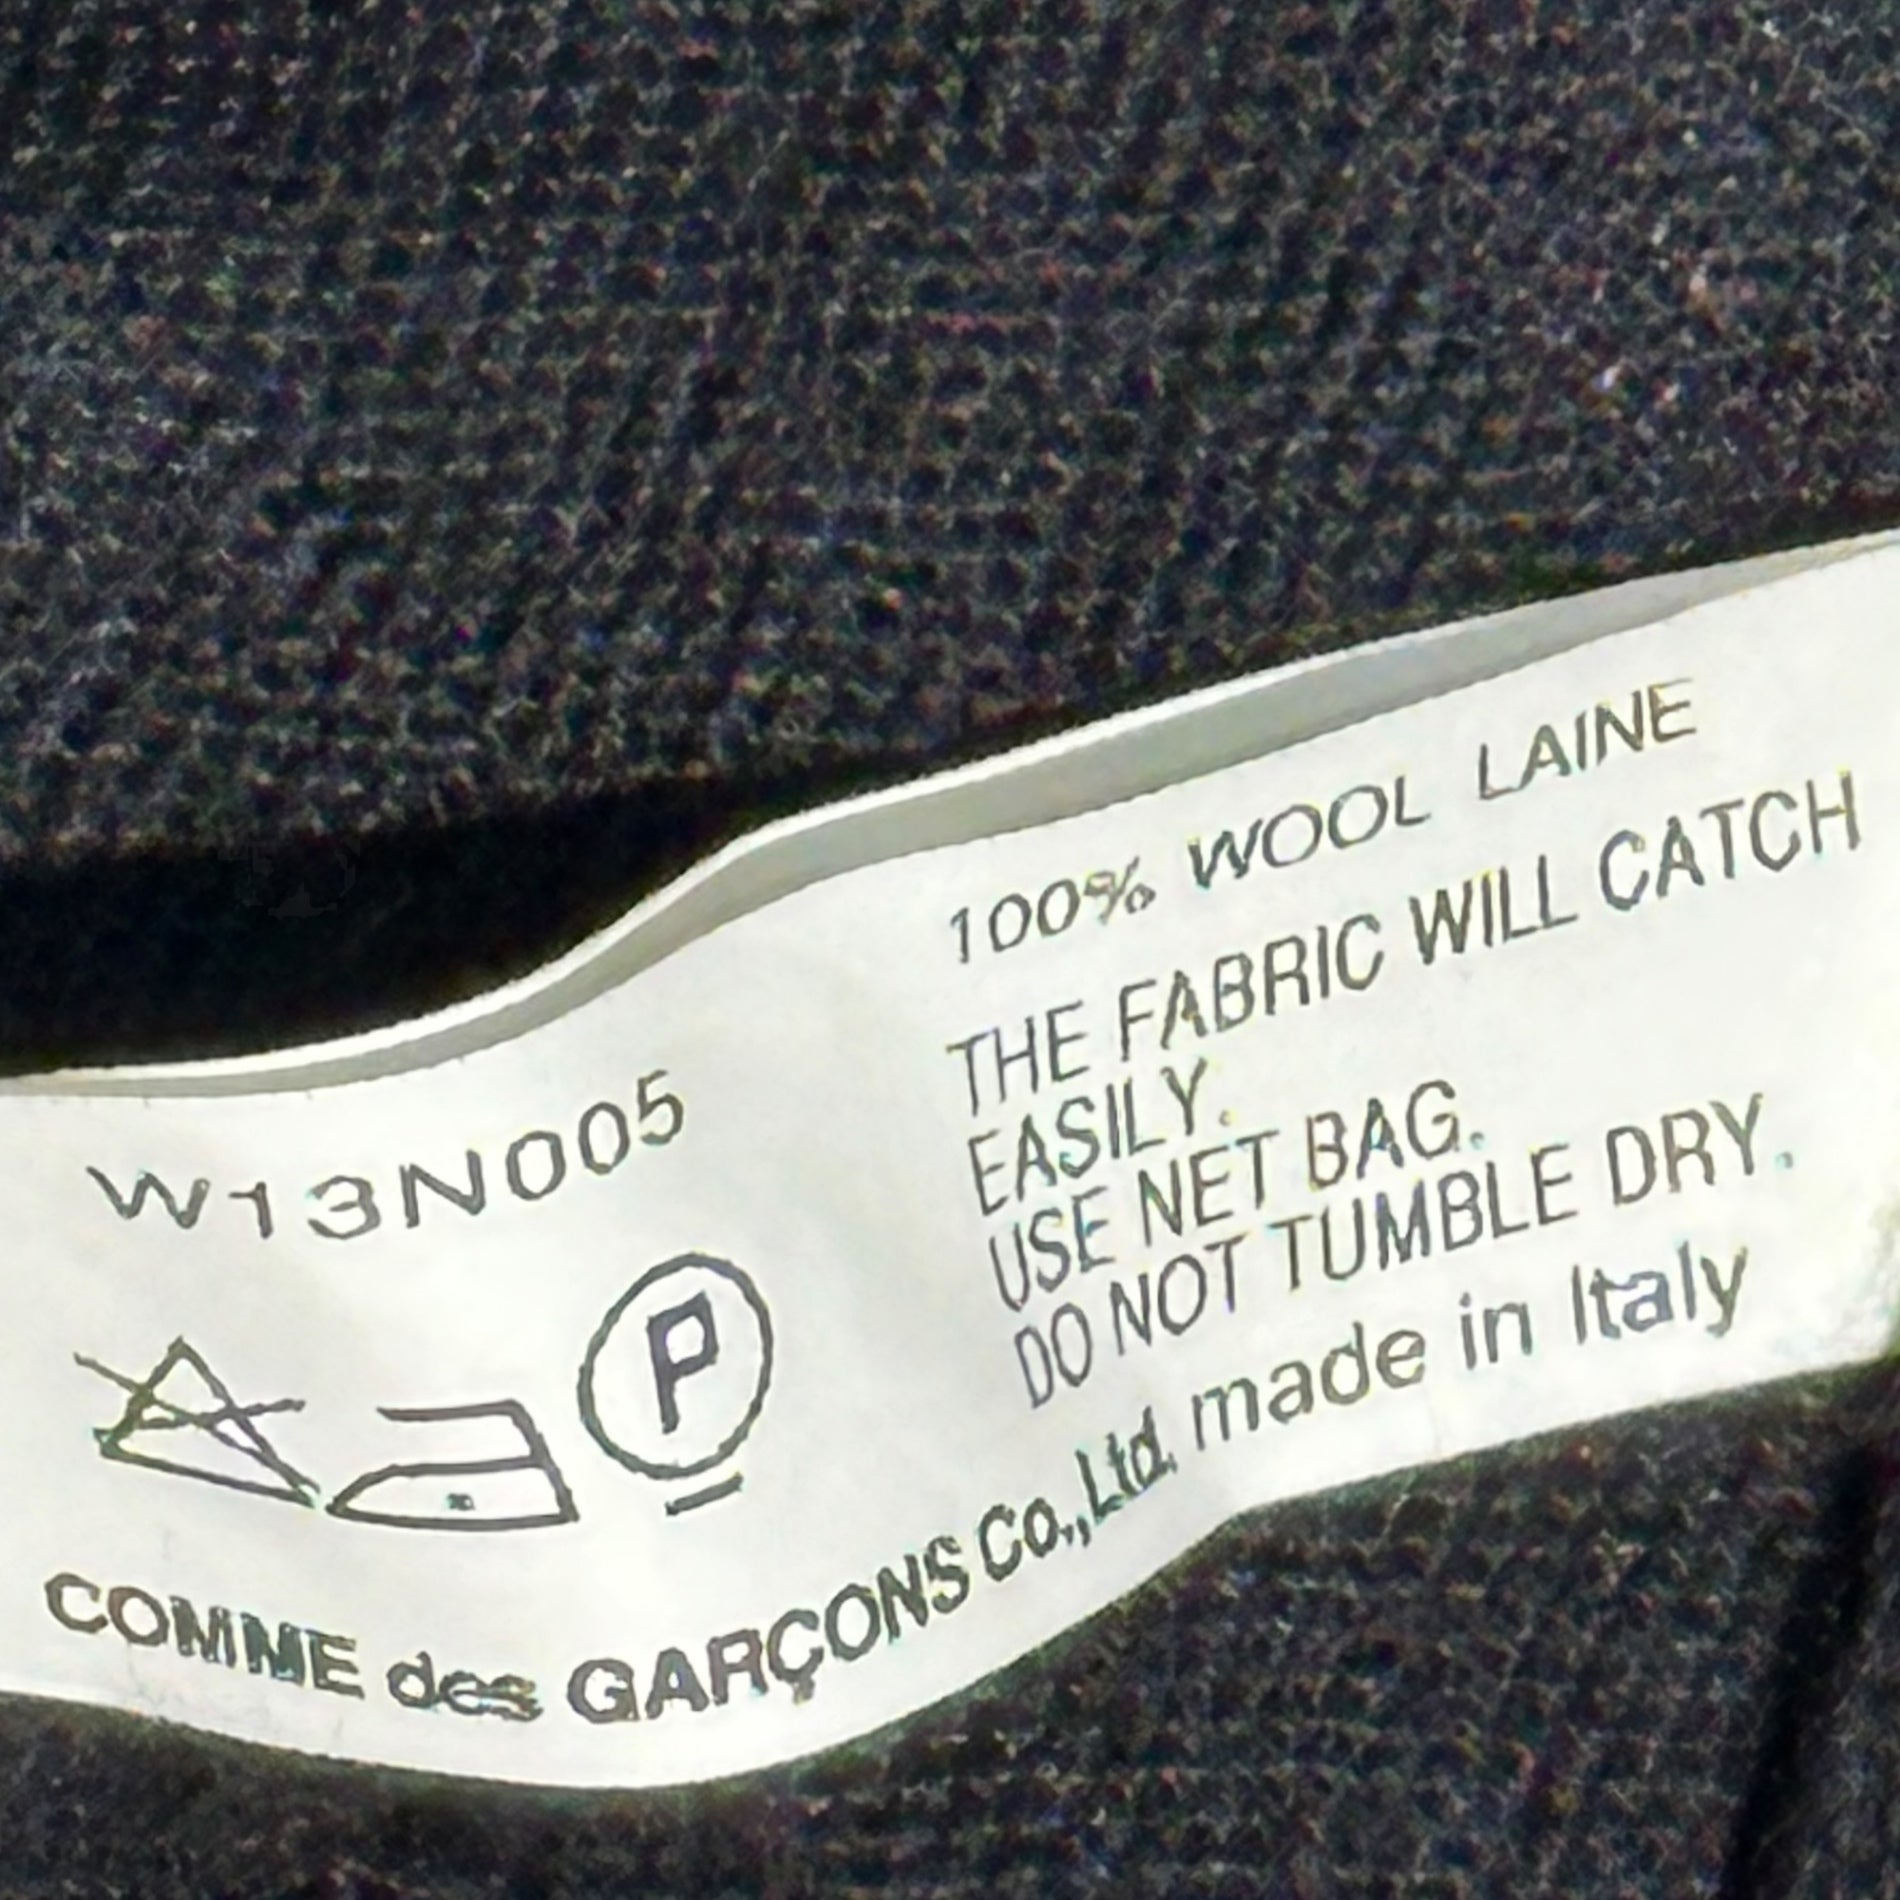 100% WOOL LAINE
THE FABRIC WILL CATCH
EASILY.
USE NET BAG.
DO NOT TUMBLE DRY.
W13N005
P
COMME des GARÇONS Co.,Ltd. made in Italy